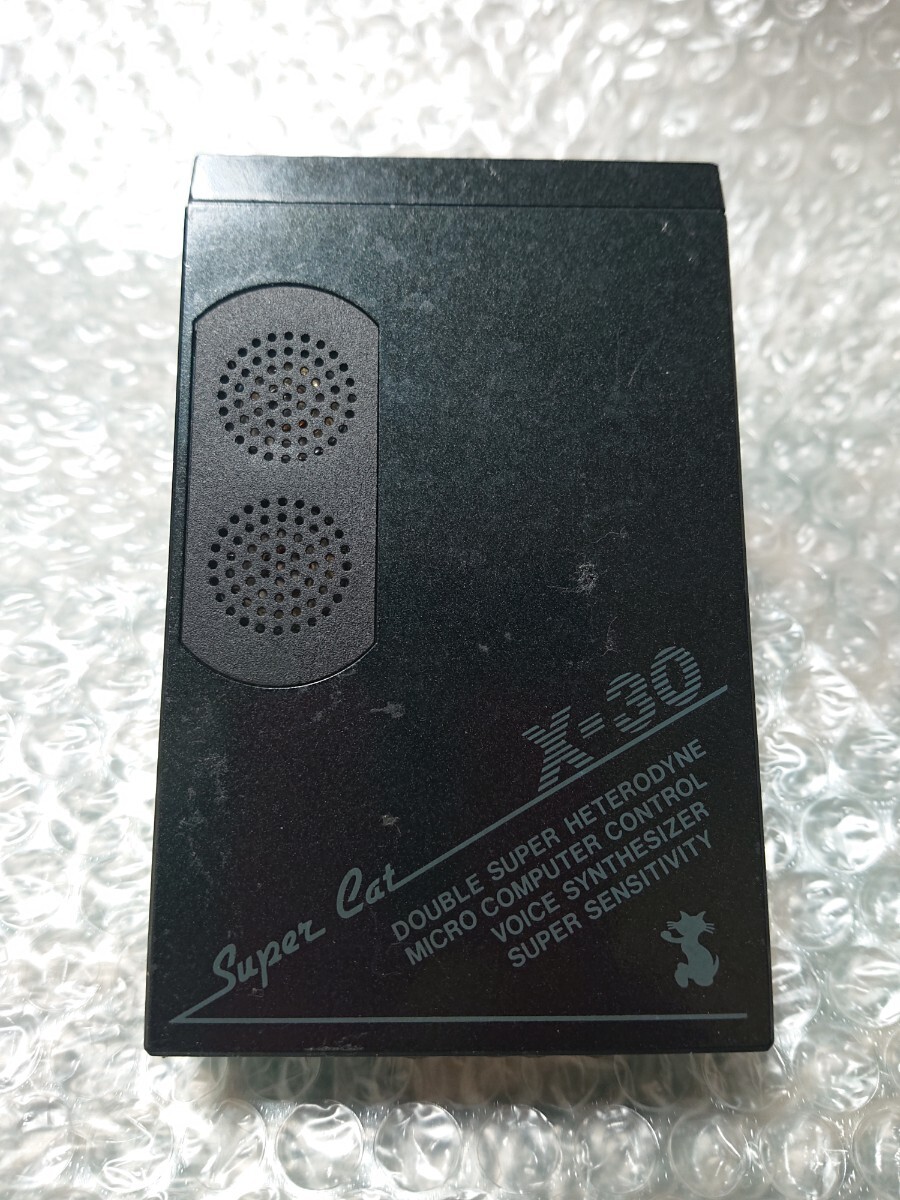 X-30
Super Cat
DOUBLE SUPER HETERODYNE
MICRO COMPUTER CONTROL
VOICE SYNTHESIZER
SUPER SENSITIVITY